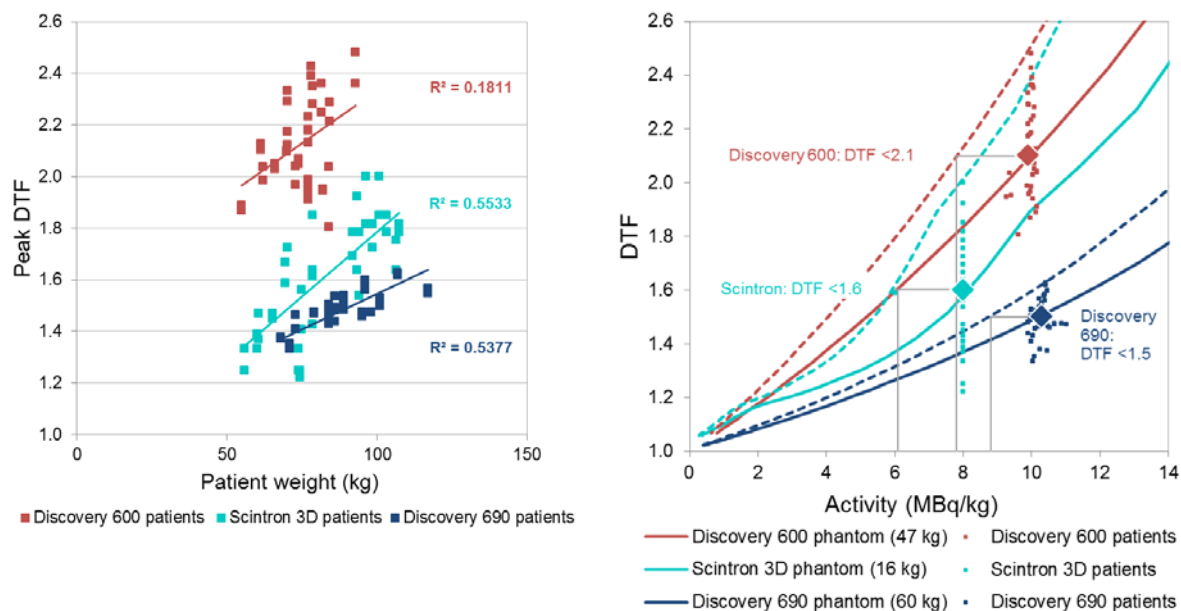 2.6
2.4
2.2
2.0
1.8
1.6
1.4
1.2
1.0
Peak DTF
R² = 0.1811
R² = 0.5533
R² = 0.5377
0
50
100
150
Patient weight (kg)
Discovery 600 patients
Scintron 3D patients
Discovery 690 patients
2.6
2.4
2.2
2.0
1.8
1.6
1.4
1.2
1.0
DTF
Discovery 600: DTF <2.1
Scintron: DTF <1.6
Discovery
690:
DTF <1.5
0
2
4
6
8
10
12
14
Activity (MBq/kg)
Discovery 600 phantom (47 kg)
Discovery 600 patients
Scintron 3D phantom (16 kg)
Scintron 3D patients
Discovery 690 phantom (60 kg)
Discovery 690 patients